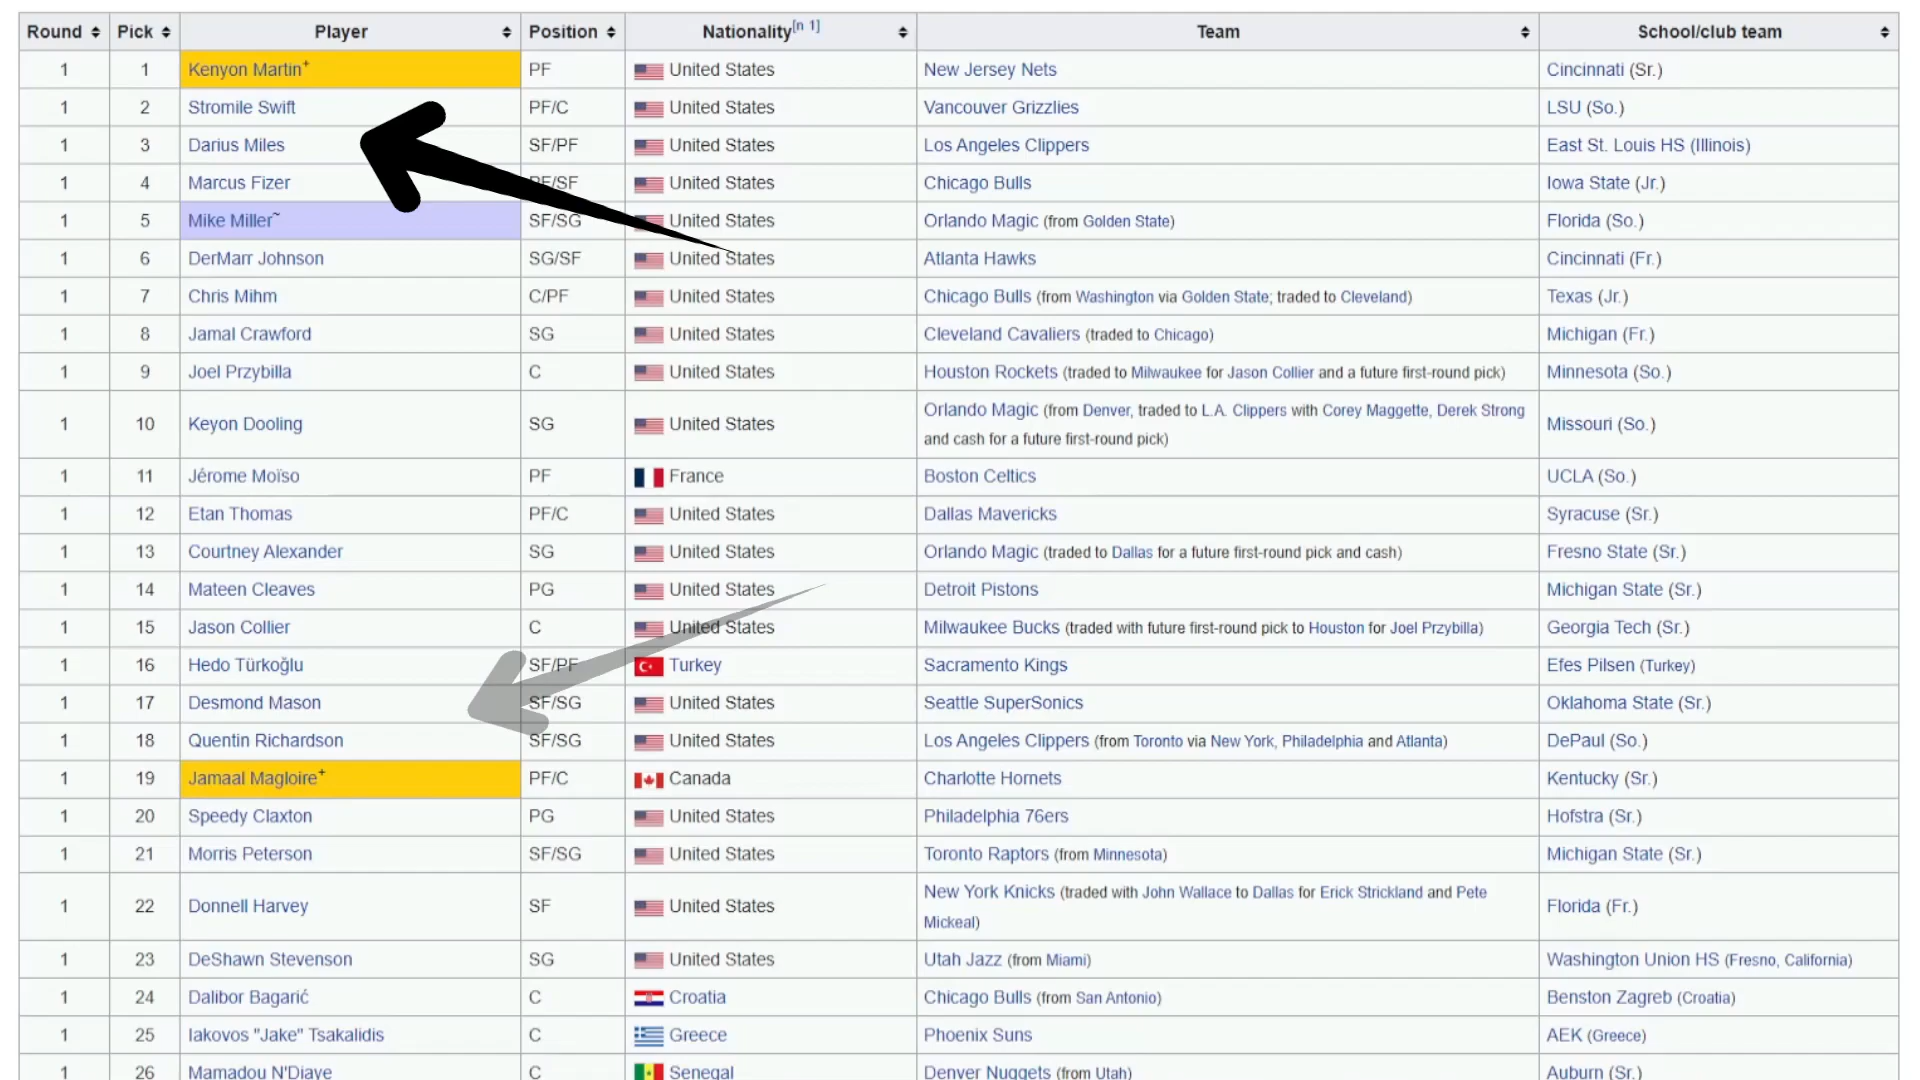 Round Pick Player Position Nationality[n 1] Team School/club team
1 1 Kenyon Martin+ PF United States New Jersey Nets Cincinnati (Sr.)
1 2 Stromile Swift PF/C United States Vancouver Grizzlies LSU (So.)
1 3 Darius Miles SF/PF United States Los Angeles Clippers East St. Louis HS (Illinois)
1 4 Marcus Fizer PF/SF United States Chicago Bulls Iowa State (Jr.)
1 5 Mike Miller~ SF/SG United States Orlando Magic (from Golden State) Florida (So.)
1 6 DerMarr Johnson SG/SF United States Atlanta Hawks Cincinnati (Fr.)
1 7 Chris Mihm C/PF United States Chicago Bulls (from Washington via Golden State; traded to Cleveland) Texas (Jr.)
1 8 Jamal Crawford SG United States Cleveland Cavaliers (traded to Chicago) Michigan (Fr.)
1 9 Joel Przybilla C United States Houston Rockets (traded to Milwaukee for Jason Collier and a future first-round pick) Minnesota (So.)
1 10 Keyon Dooling SG United States Orlando Magic (from Denver, traded to L.A. Clippers with Corey Maggette, Derek Strong
and cash for a future first-round pick) Missouri (So.)
1 11 Jérome Moïso PF France Boston Celtics UCLA (So.)
1 12 Etan Thomas PF/C United States Dallas Mavericks Syracuse (Sr.)
1 13 Courtney Alexander SG United States Orlando Magic (traded to Dallas for a future first-round pick and cash) Fresno State (Sr.)
1 14 Mateen Cleaves PG United States Detroit Pistons Michigan State (Sr.)
1 15 Jason Collier C United States Milwaukee Bucks (traded with future first-round pick to Houston for Joel Przybilla) Georgia Tech (Sr.)
1 16 Hedo Türkoğlu SF/PF Turkey Sacramento Kings Efes Pilsen (Turkey)
1 17 Desmond Mason SF/SG United States Seattle SuperSonics Oklahoma State (Sr.)
1 18 Quentin Richardson SF/SG United States Los Angeles Clippers (from Toronto via New York, Philadelphia and Atlanta) DePaul (So.)
1 19 Jamaal Magloire+ PF/C Canada Charlotte Hornets Kentucky (Sr.)
1 20 Speedy Claxton PG United States Philadelphia 76ers Hofstra (Sr.)
1 21 Morris Peterson SF/SG United States Toronto Raptors (from Minnesota) Michigan State (Sr.)
1 22 Donnell Harvey SF United States New York Knicks (traded with John Wallace to Dallas for Erick Strickland and Pete
Mickeal) Florida (Fr.)
1 23 DeShawn Stevenson SG United States Utah Jazz (from Miami) Washington Union HS (Fresno, California)
1 24 Dalibor Bagarić C Croatia Chicago Bulls (from San Antonio) Benston Zagreb (Croatia)
1 25 Iakovos "Jake" Tsakalidis C Greece Phoenix Suns AEK (Greece)
1 26 Mamadou N'Diaye C Senegal Denver Nuggets (from Utah) Auburn (Sr.)